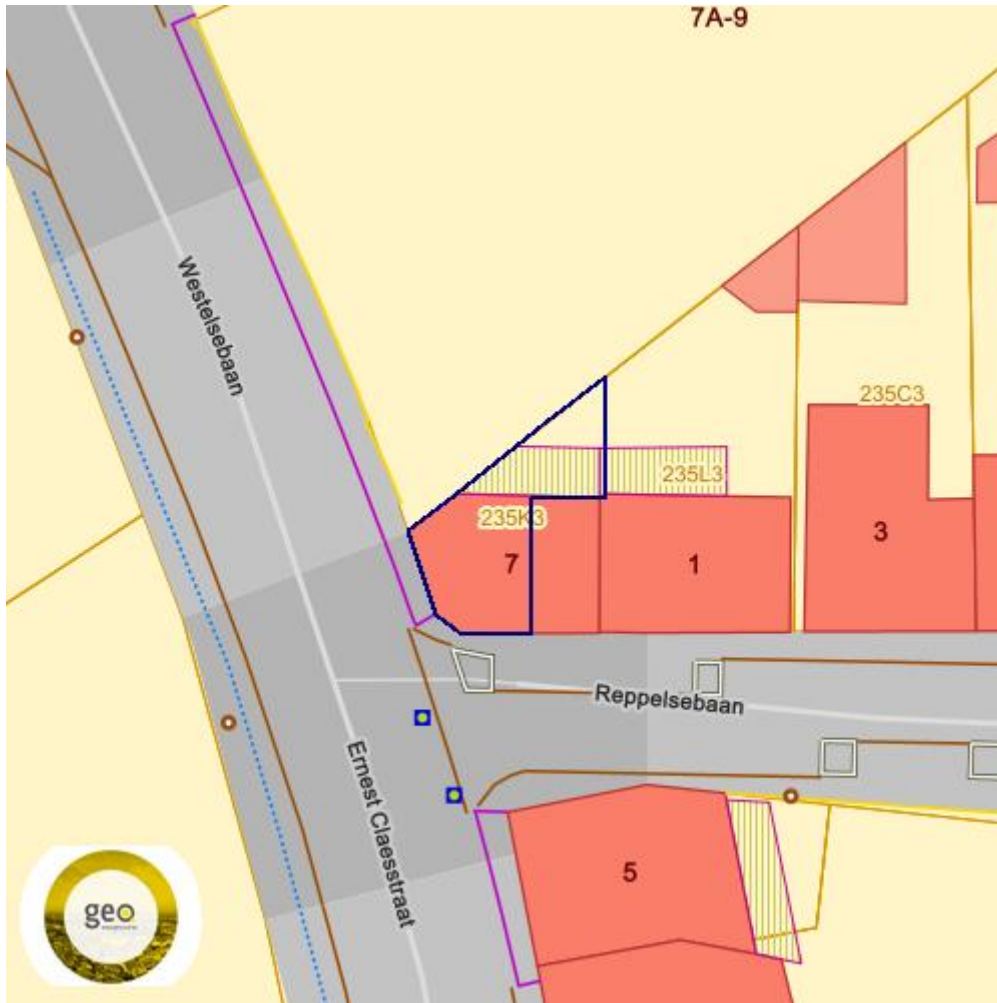 7A-9
Westelsebaan
235C3
235L3
235K3
7
1
3
Reppelsebaan
Ernest Claesstraat
5
geo